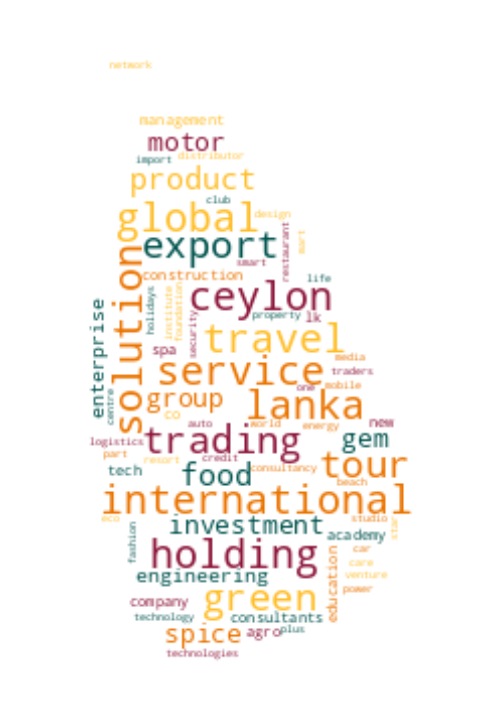 network
management
motor
import
distributor
product
club
global
design
export
restaurant
mart
smart
construction
solution
life
ceylon
holidays
institute
foundation
property
lk
security
enterprise
travel
spa
media
service
traders
one
mobile
centre
group
lanka
co
auto
world
energy
new
trading
gem
logistics
part
resort
credit
tour
tech
food
consultancy
beach
international
eco
studio
star
investment
fashion
academy
holding
car
care
engineering
education
venture
power
green
company
technology
consultants
spice
agro
plus
technologies